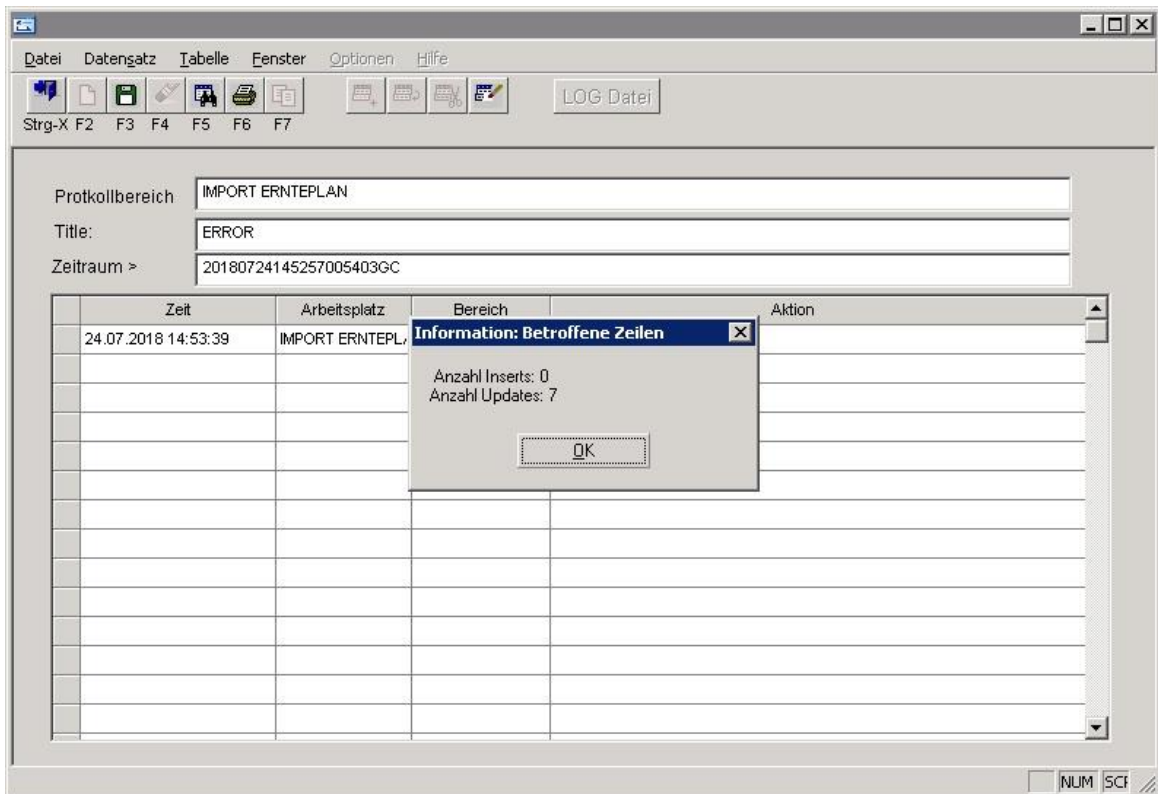 Datei Datensatz Tabelle Fenster Optionen Hilfe
LOG Datei
Strg-X F2 F3 F4 F5 F6 F7
Protkollbereich IMPORT ERNTEPLAN
Title: ERROR
Zeitraum > 20180724145257005403GC
Zeit Arbeitsplatz Bereich Aktion
24.07.2018 14:53:39 IMPORT ERNTEPLA
Information: Betroffene Zeilen
Anzahl Inserts: 0
Anzahl Updates: 7
OK
NUM SCF